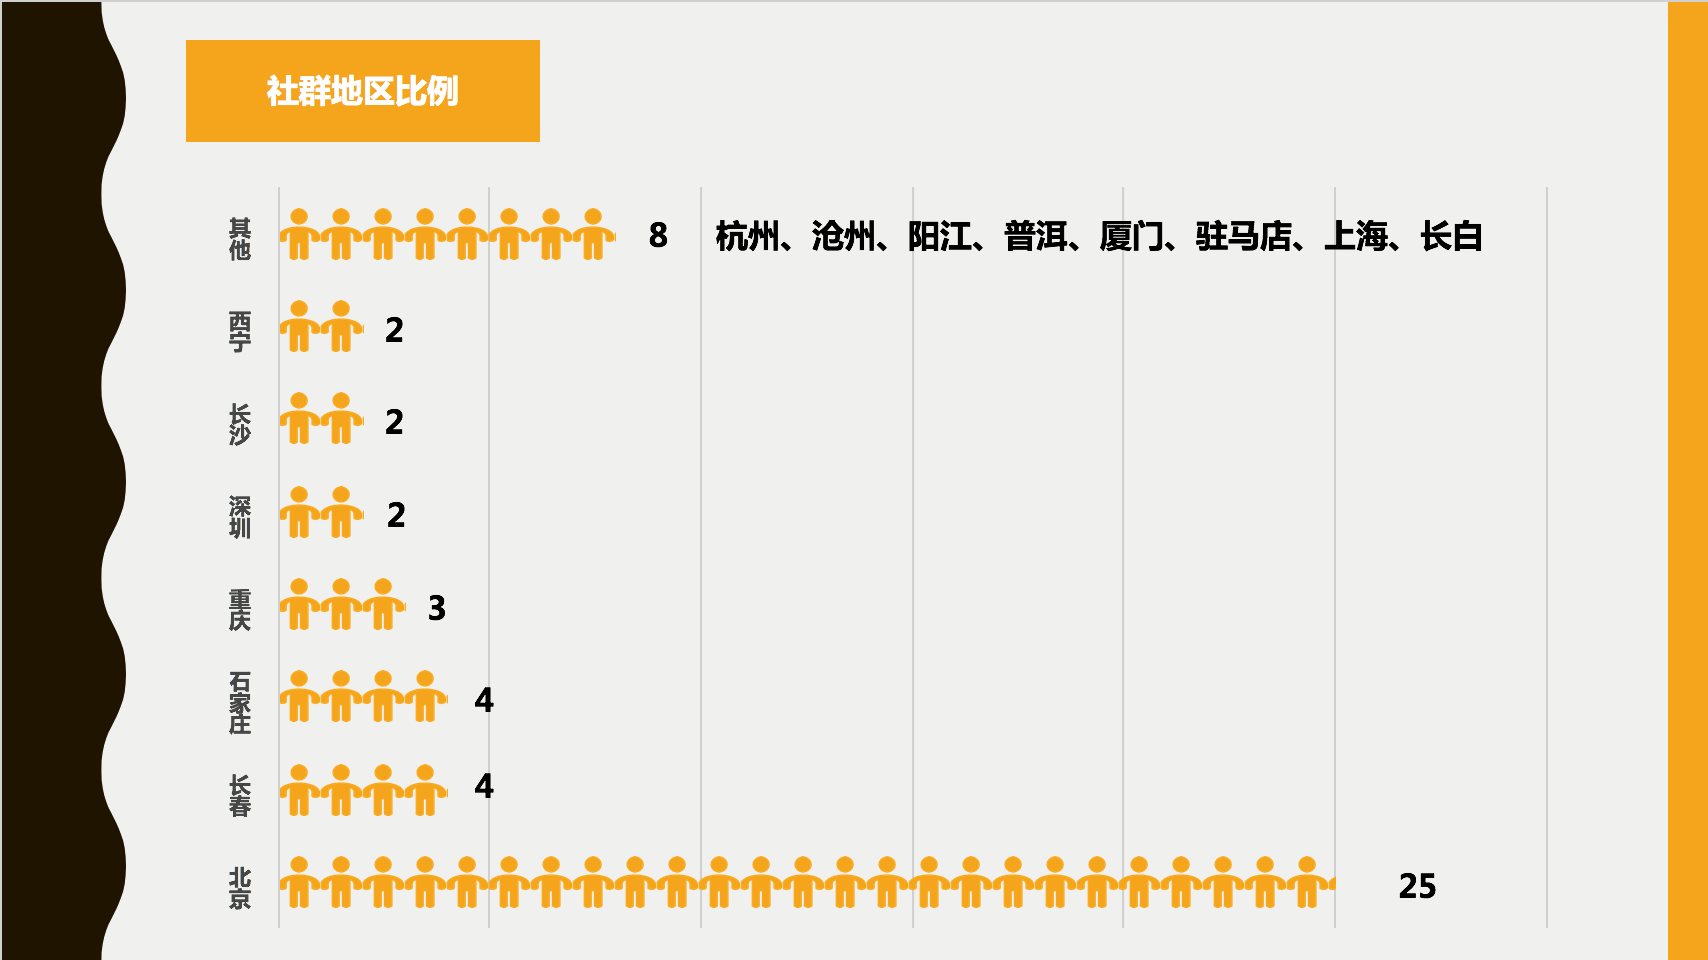 社群地区比例
其他
8
杭州、沧州、阳江、普洱、厦门、驻马店、上海、长白
西宁
2
长沙
2
深圳
2
重庆
3
石家庄
4
长春
4
北京
25